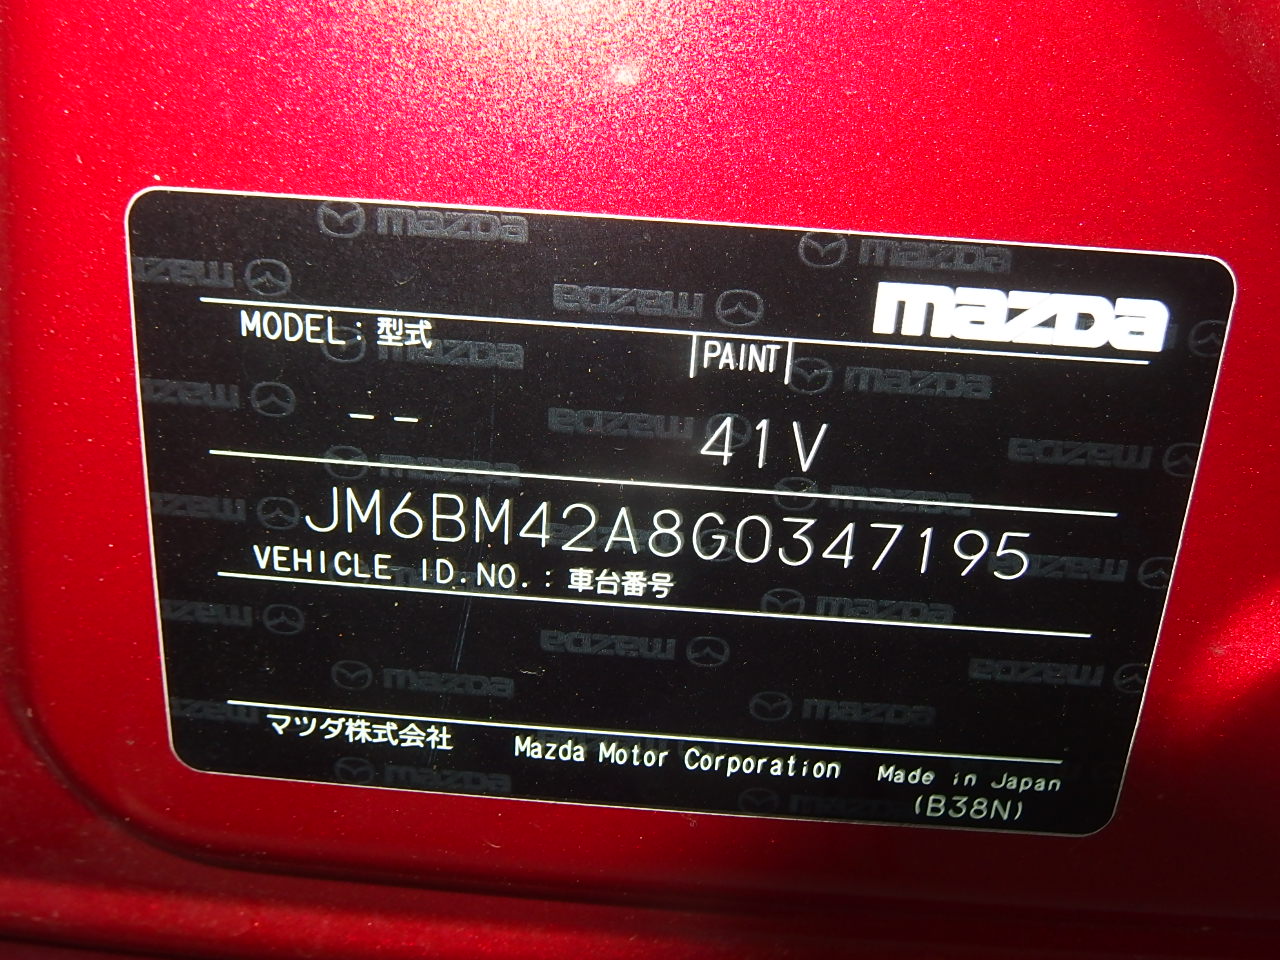 mazda
MODEL: 型式
PAINT
-- 41V
JM6BM42A8G0347195
VEHICLE ID.NO.: 車台番号
マツダ株式会社 Mazda Motor Corporation Made in Japan
(B38N)